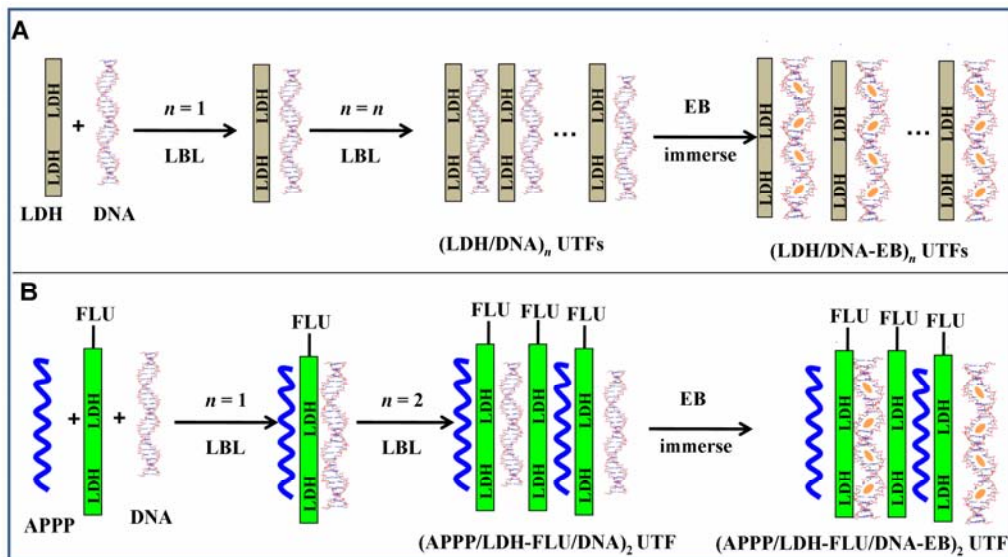 A
LDH
LDH
+
LDH
DNA
n = 1
LBL
LDH
LDH
n = n
LBL
LDH
LDH
LDH
LDH
...
LDH
LDH
(LDH/DNA)n UTFs
EB
immerse
LDH
LDH
LDH
LDH
...
LDH
LDH
(LDH/DNA-EB)n UTFs
B
FLU
+
LDH
LDH
+
APPP
DNA
n = 1
LBL
FLU
LDH
LDH
n = 2
LBL
FLU
FLU
FLU
LDH
LDH
LDH
LDH
LDH
LDH
(APPP/LDH-FLU/DNA)2 UTF
EB
immerse
FLU
FLU
FLU
LDH
LDH
LDH
LDH
LDH
LDH
(APPP/LDH-FLU/DNA-EB)2 UTF